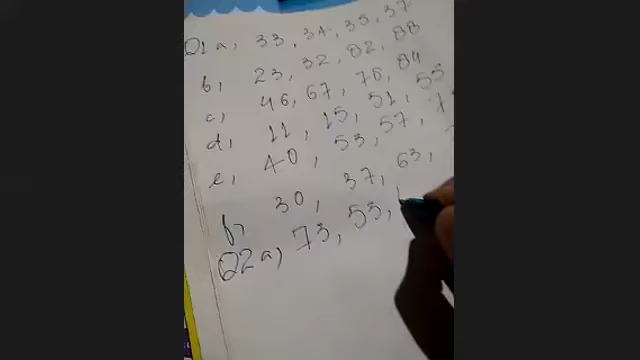 Q1 a, 33, 34, 35, 37
b, 23, 32, 82, 88
c, 46, 67, 76, 84
d, 11, 15, 51, 55
e, 40, 53, 57,
f, 30, 37, 63,
Q2 a, 73, 53,